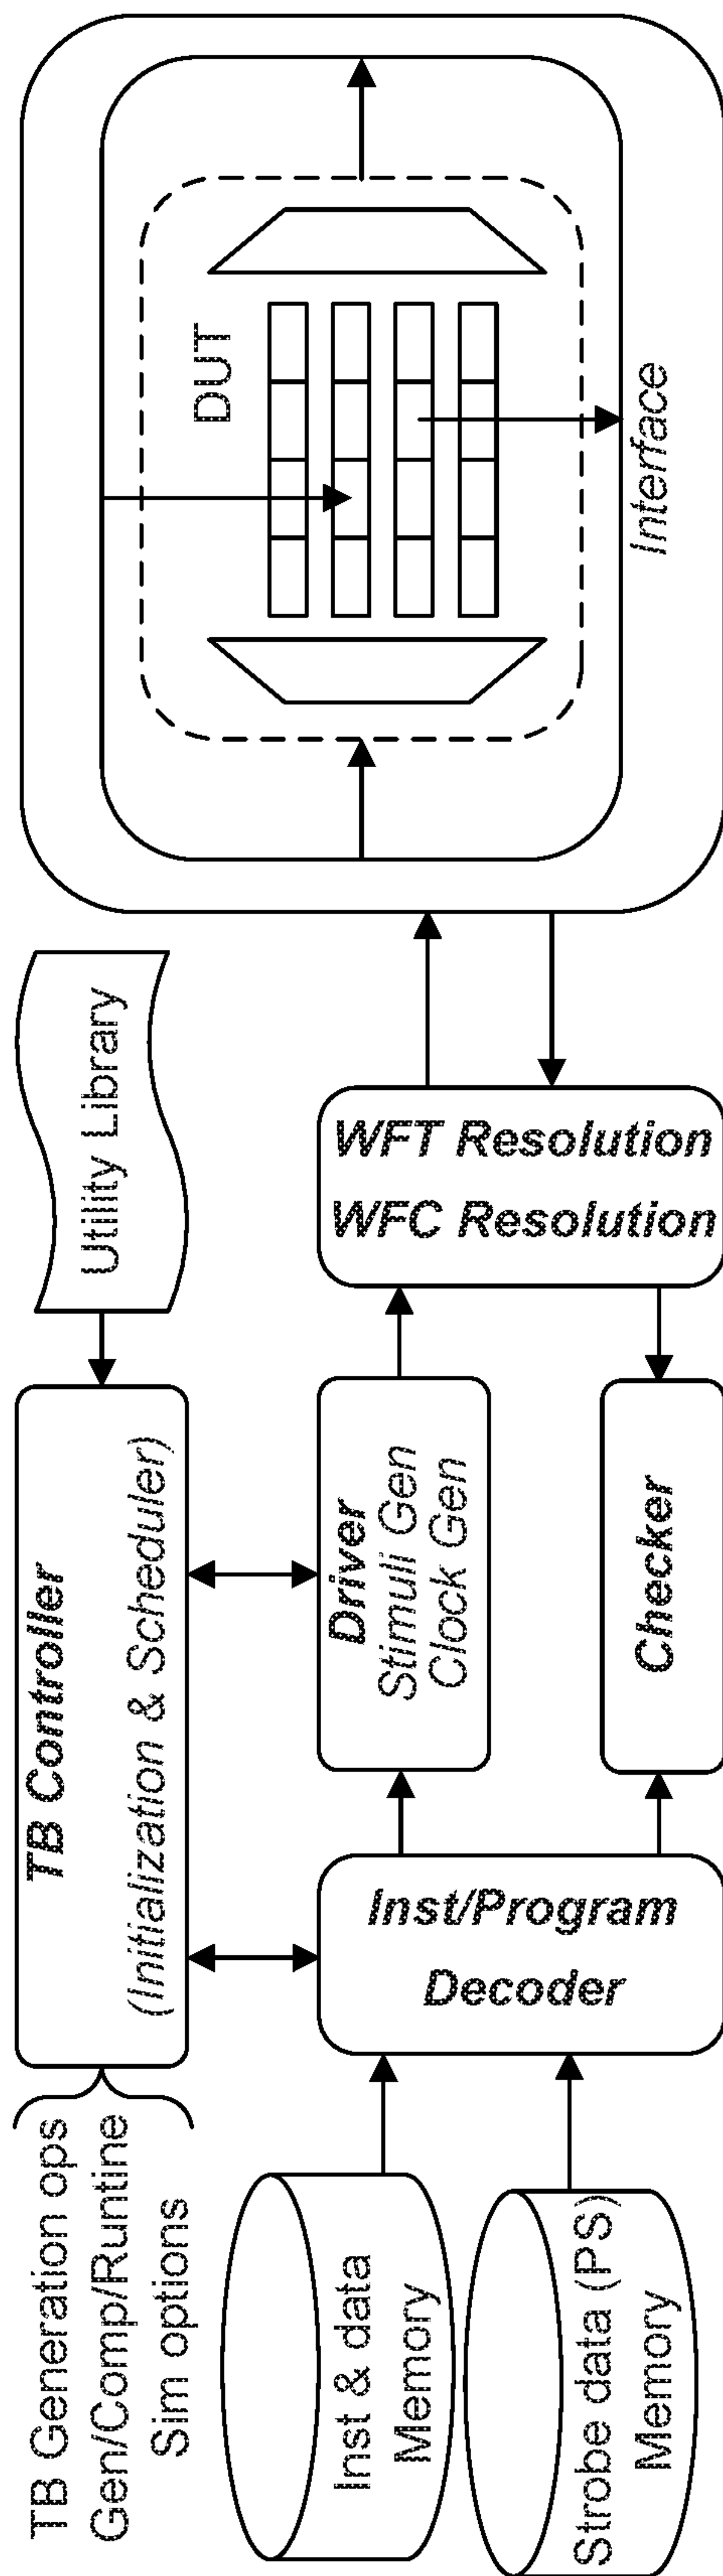 TB Generation ops
Gen/Comp/Runtine
Sim options
TB Controller
(Initialization & Scheduler)
Utility Library
Inst & data
Memory
Strobe data (PS)
Memory
Inst/Program
Decoder
Driver
Stimuli Gen
Clock Gen
Checker
WFT Resolution
WFC Resolution
DUT
Interface